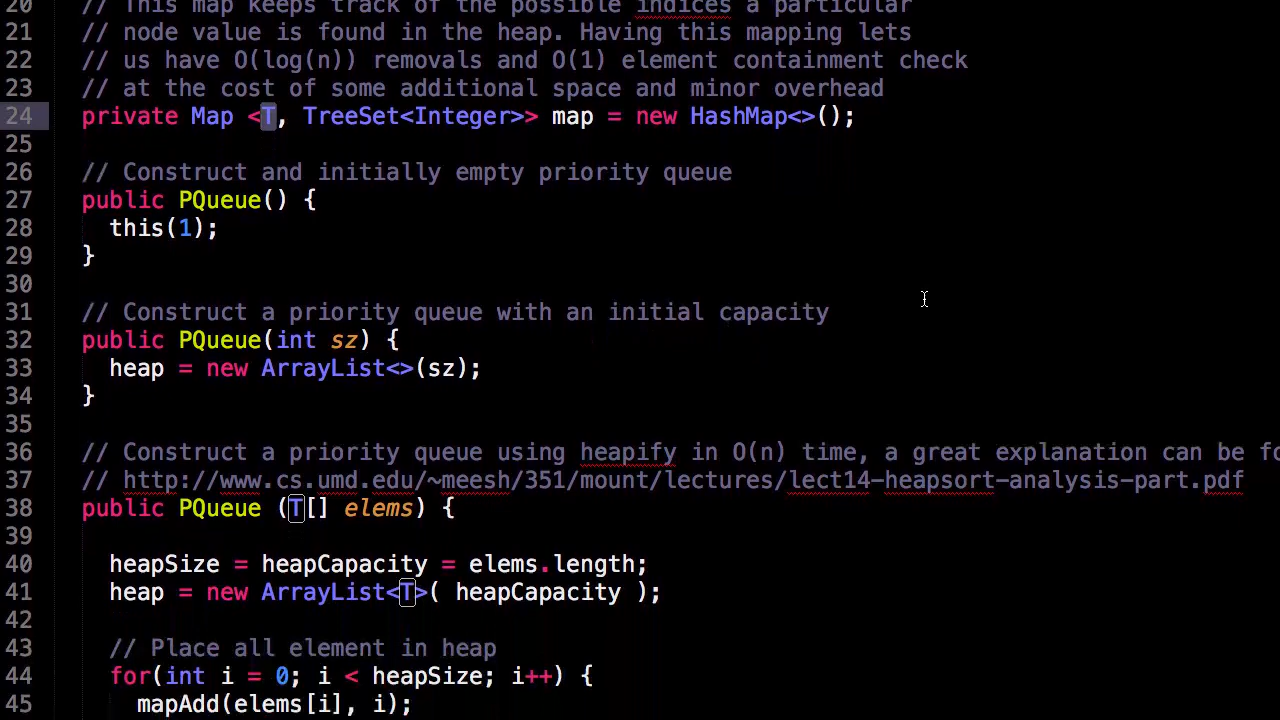 20 // This map keeps track of the possible indices a particular
21 // node value is found in the heap. Having this mapping lets
22 // us have O(log(n)) removals and O(1) element containment check
23 // at the cost of some additional space and minor overhead
24 private Map <T, TreeSet<Integer>> map = new HashMap<>();
25
26 // Construct and initially empty priority queue
27 public PQueue() {
28 this(1);
29 }
30
31 // Construct a priority queue with an initial capacity
32 public PQueue(int sz) {
33 heap = new ArrayList<>(sz);
34 }
35
36 // Construct a priority queue using heapify in O(n) time, a great explanation can be fo
37 // http://www.cs.umd.edu/~meesh/351/mount/lectures/lect14-heapsort-analysis-part.pdf
38 public PQueue (T[] elems) {
39
40 heapSize = heapCapacity = elems.length;
41 heap = new ArrayList<T>( heapCapacity );
42
43 // Place all element in heap
44 for(int i = 0; i < heapSize; i++) {
45 mapAdd(elems[i], i);